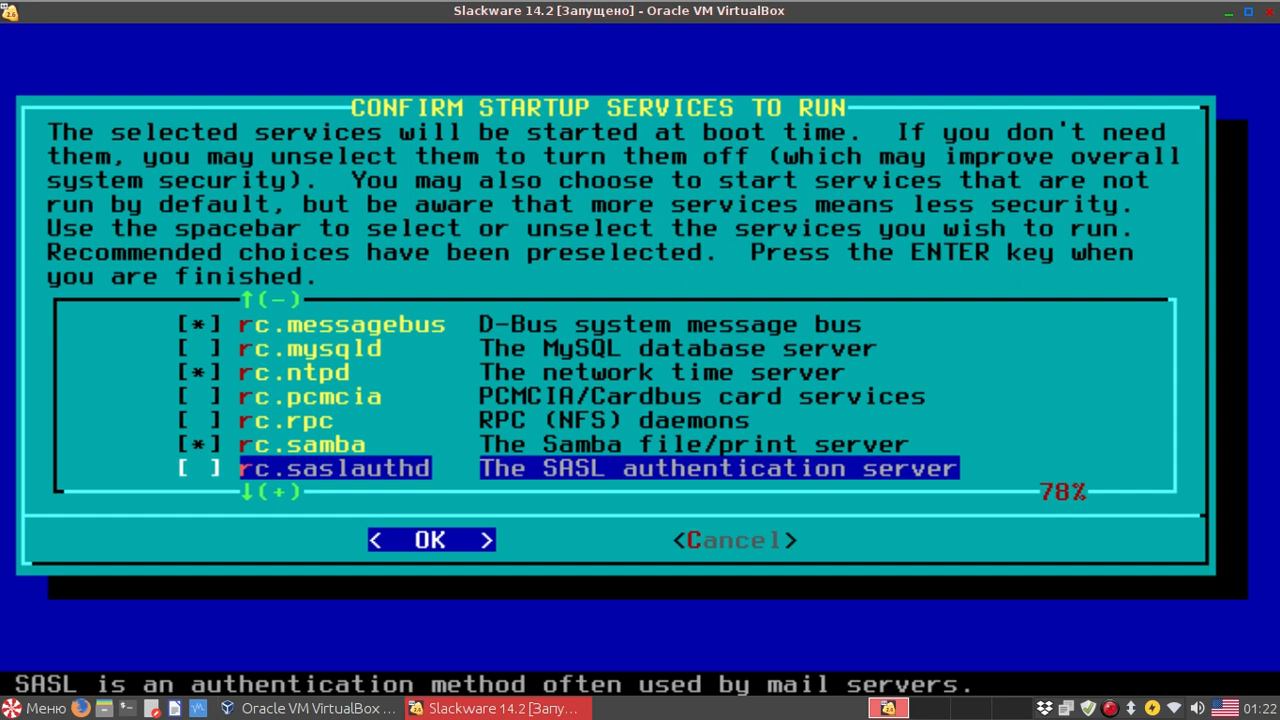 Slackware 14.2 [Запущено] - Oracle VM VirtualBox
CONFIRM STARTUP SERVICES TO RUN
The selected services will be started at boot time.  If you don't need
them, you may unselect them to turn them off (which may improve overall
system security).  You may also choose to start services that are not
run by default, but be aware that more services means less security.
Use the spacebar to select or unselect the services you wish to run.
Recommended choices have been preselected.  Press the ENTER key when
you are finished.
↑(-)
[*] rc.messagebus D-Bus system message bus
[ ] rc.mysqld The MySQL database server
[*] rc.ntpd The network time server
[ ] rc.pcmcia PCMCIA/Cardbus card services
[ ] rc.rpc RPC (NFS) daemons
[*] rc.samba The Samba file/print server
[ ] rc.saslauthd The SASL authentication server
↓(+) 78%
< OK > <Cancel>
SASL is an authentication method often used by mail servers.
Меню Oracle VM VirtualBox ... Slackware 14.2 [Запу... 01:22